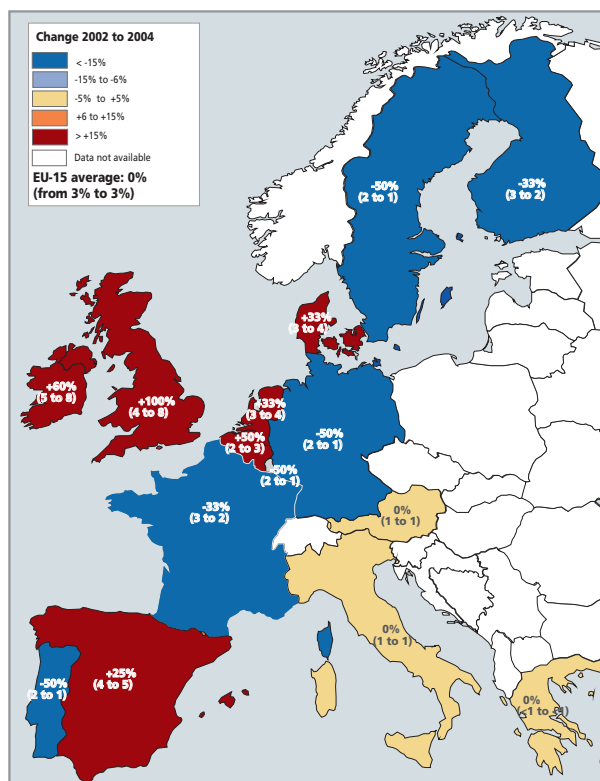 Change 2002 to 2004
< -15%
-15% to -6%
-5% to +5%
+6 to +15%
> +15%
Data not available
EU-15 average: 0%
(from 3% to 3%)
-50%
(2 to 1)
-33%
(3 to 2)
+33%
(3 to 4)
+60%
(5 to 8)
+100%
(4 to 8)
+33%
(3 to 4)
+50%
(2 to 3)
-50%
(2 to 1)
-50%
(2 to 1)
-33%
(3 to 2)
0%
(1 to 1)
0%
(1 to 1)
+25%
(4 to 5)
-50%
(2 to 1)
0%
(<1 to <1)